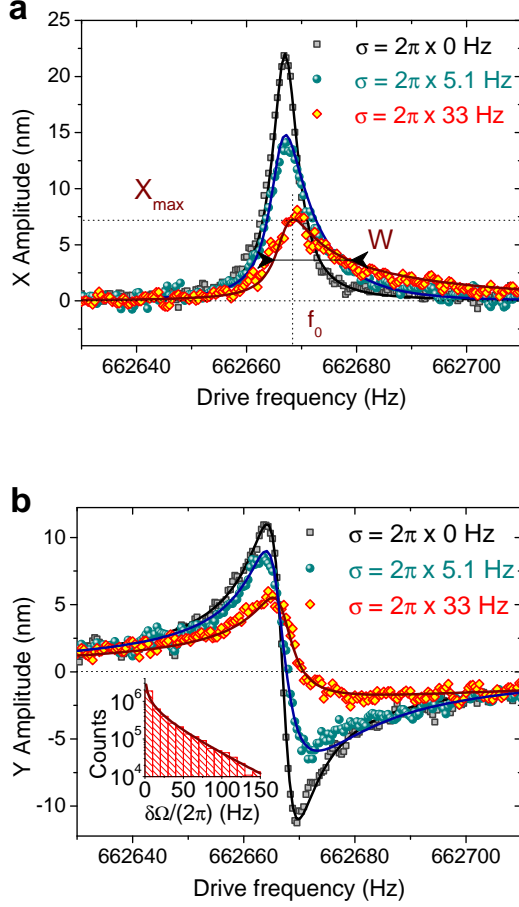 a
X Amplitude (nm)
25
20
15
10
5
0
σ = 2π x 0 Hz
σ = 2π x 5.1 Hz
σ = 2π x 33 Hz
X_max
W
f_0
662640 662660 662680 662700
Drive frequency (Hz)
b
Y Amplitude (nm)
10
5
0
-5
-10
σ = 2π x 0 Hz
σ = 2π x 5.1 Hz
σ = 2π x 33 Hz
Counts
10^6
10^5
10^4
0 50 100 150
δΩ/(2π) (Hz)
662640 662660 662680 662700
Drive frequency (Hz)